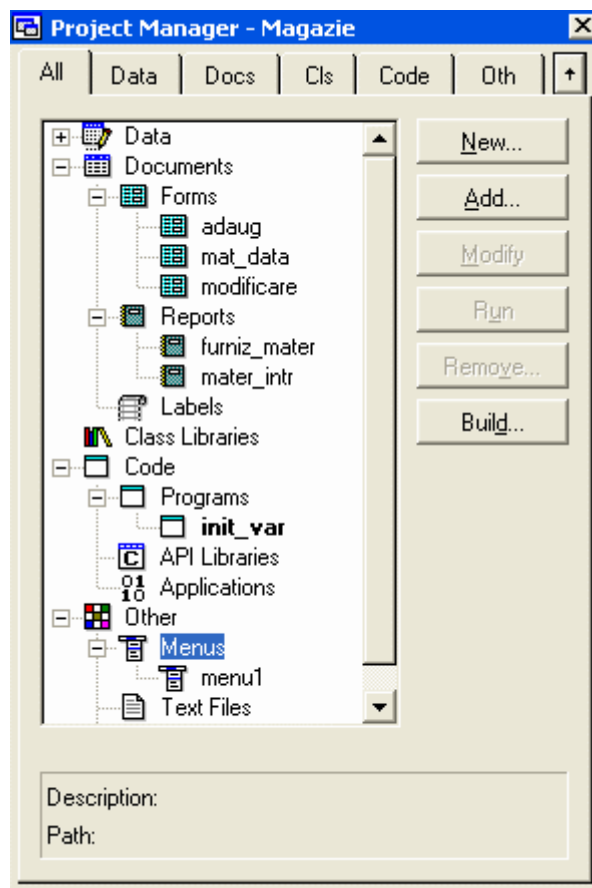 Project Manager - Magazie
All Data Docs Cls Code Oth
Data
Documents
Forms
adaug
mat_data
modificare
Reports
furniz_mater
mater_intr
Labels
Class Libraries
Code
Programs
init_var
API Libraries
Applications
Other
Menus
menu1
Text Files
New...
Add...
Modify
Run
Remove...
Build...
Description:
Path: